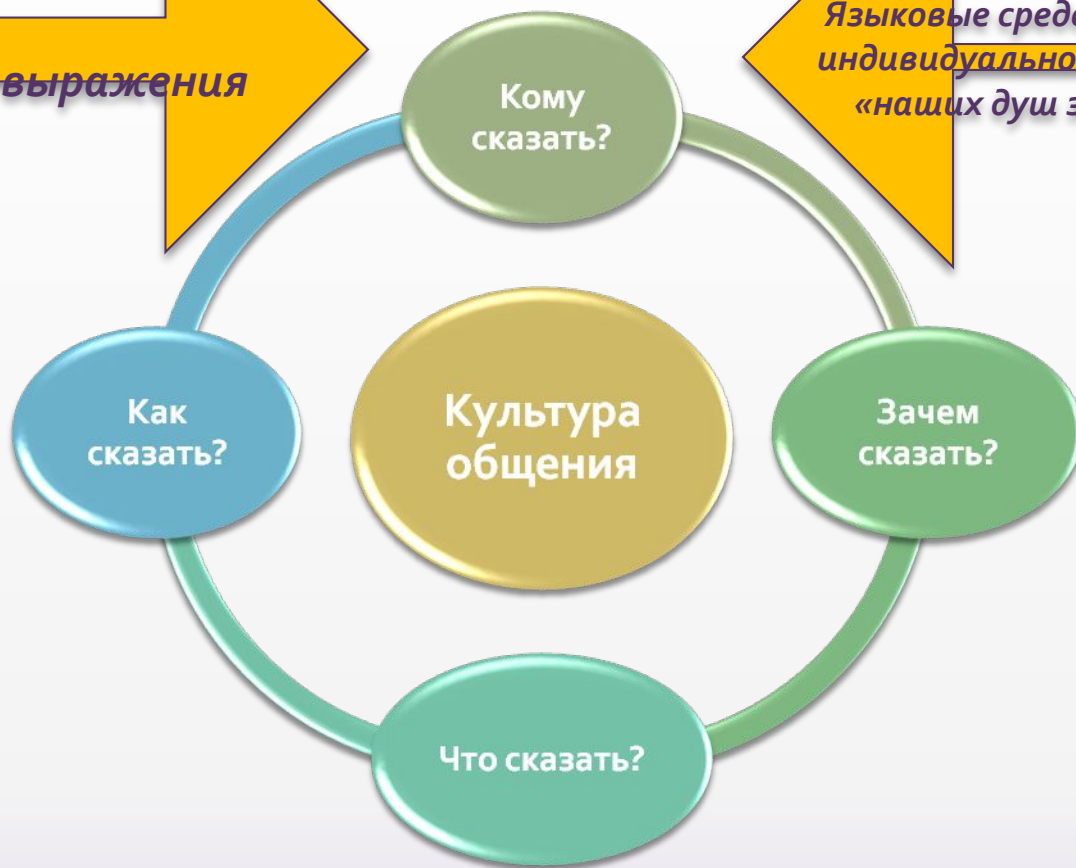 выражения
Языковые сред
индивидуально
«наших душ з
Кому
сказать?
Как
сказать?
Культура
общения
Зачем
сказать?
Что сказать?